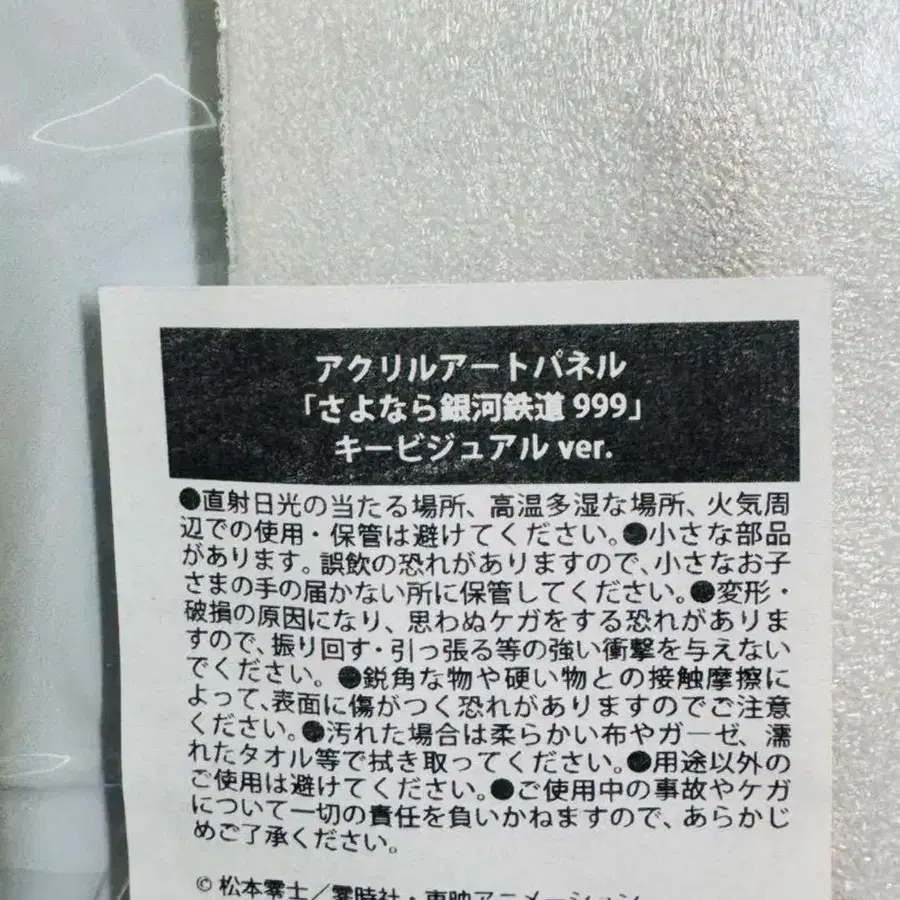 アクリルアートパネル
「さよなら銀河鉄道 999」
キービジュアル ver.
●直射日光の当たる場所、高温多湿な場所、火気周
辺での使用・保管は避けてください。●小さな部品
があります。誤飲の恐れがありますので、小さなお子
さまの手の届かない所に保管してください。●変形・
破損の原因になり、思わぬケガをする恐れがありま
すので、振り回す・引っ張る等の強い衝撃を与えない
でください。●鋭角な物や硬い物との接触摩擦に
よって、表面に傷がつく恐れがありますのでご注意
ください。●汚れた場合は柔らかい布やガーゼ、濡
れたタオル等で拭き取ってください。●用途以外の
ご使用は避けてください。●ご使用中の事故やケガ
について一切の責任を負いかねますので、あらかじ
めご了承ください。
© 松本零士／零時社・東映アニメーション